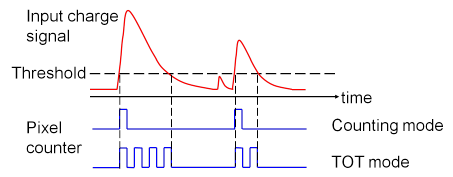 Input charge
signal
Threshold
time
Pixel
counter
Counting mode
TOT mode